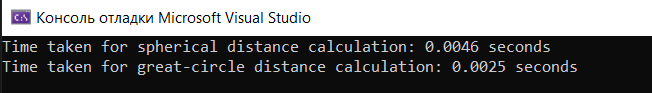 Консоль отладки Microsoft Visual Studio
Time taken for spherical distance calculation: 0.0046 seconds
Time taken for great-circle distance calculation: 0.0025 seconds